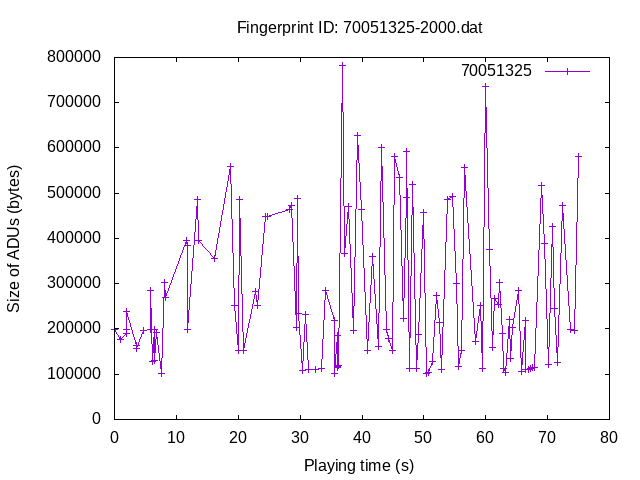 Fingerprint ID: 70051325-2000.dat
800000
70051325
700000
600000
500000
400000
300000
200000
100000
0
Size of ADUs (bytes)
0 10 20 30 40 50 60 70 80
Playing time (s)